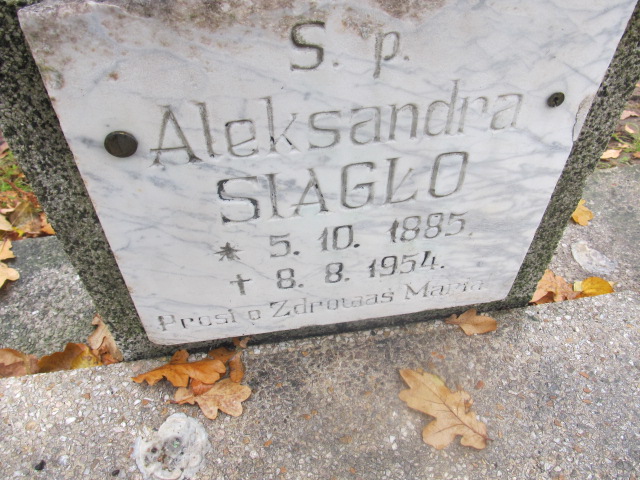 S. p.
Aleksandra
SIAGŁO
* 5. 10. 1885.
† 8. 8. 1954.
Prosi o Zdrowaś Maria